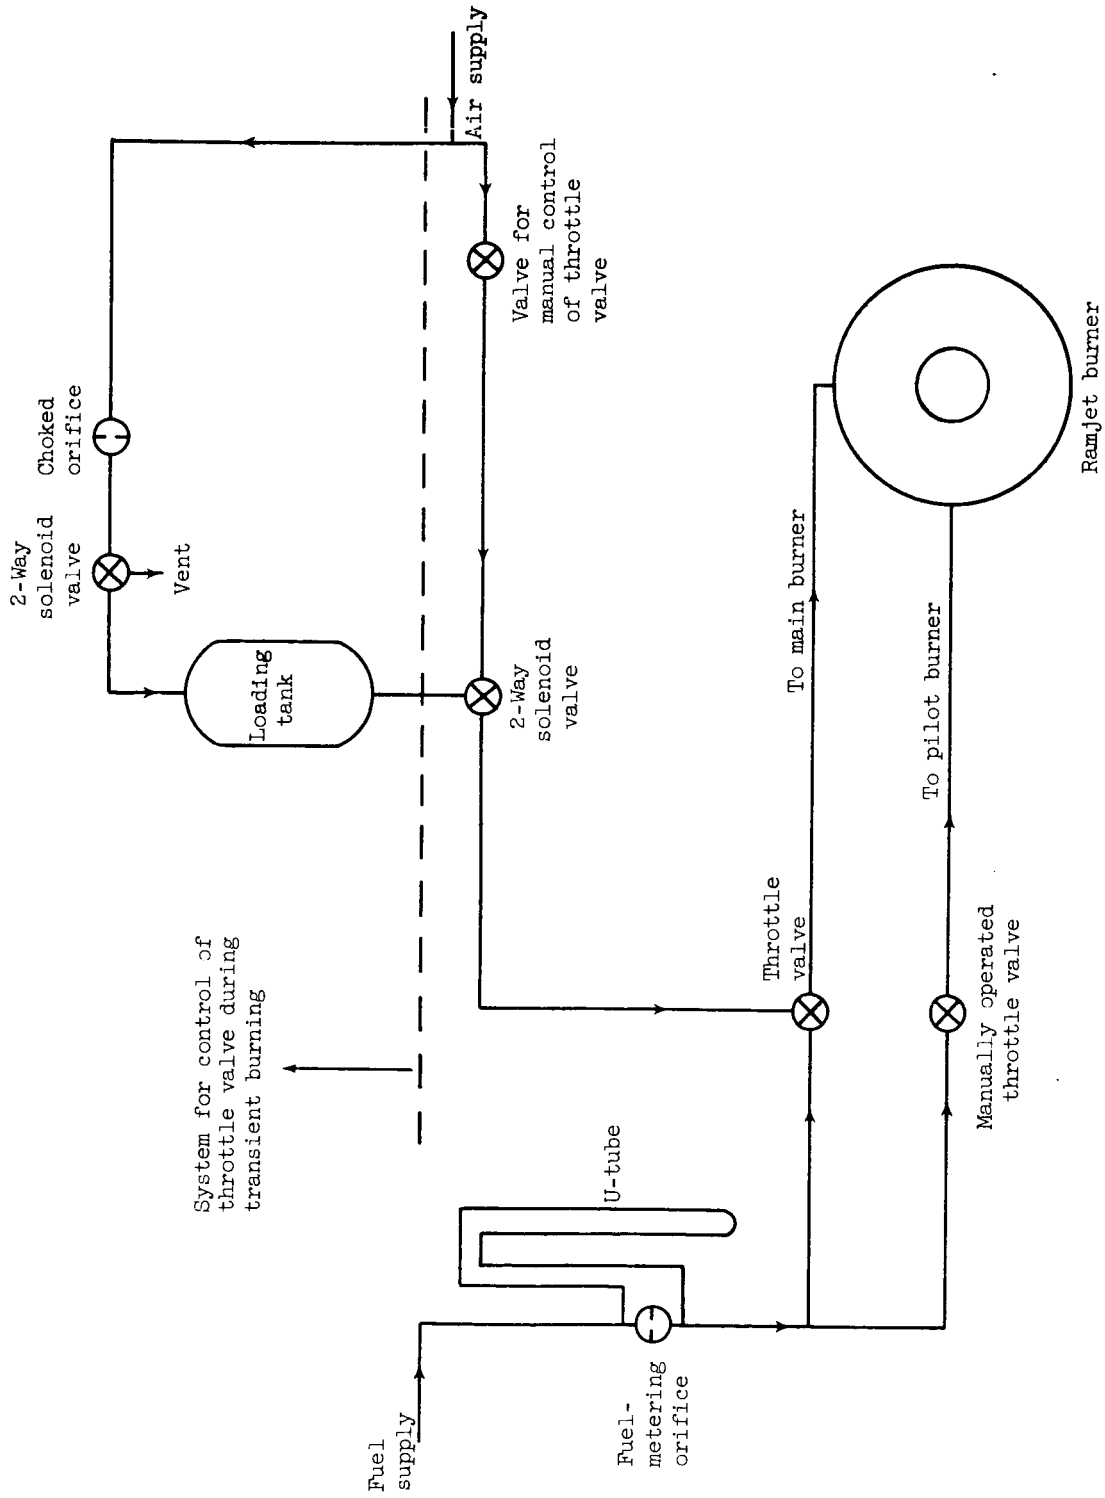 2-Way
solenoid
valve
Choked
orifice
Vent
Loading
tank
Air supply
Valve for
manual control
of throttle
valve
2-Way
solenoid
valve
System for control of
throttle valve during
transient burning
U-tube
Fuel
supply
Fuel-
metering
orifice
Throttle
valve
To main burner
Manually operated
throttle valve
To pilot burner
Ramjet burner